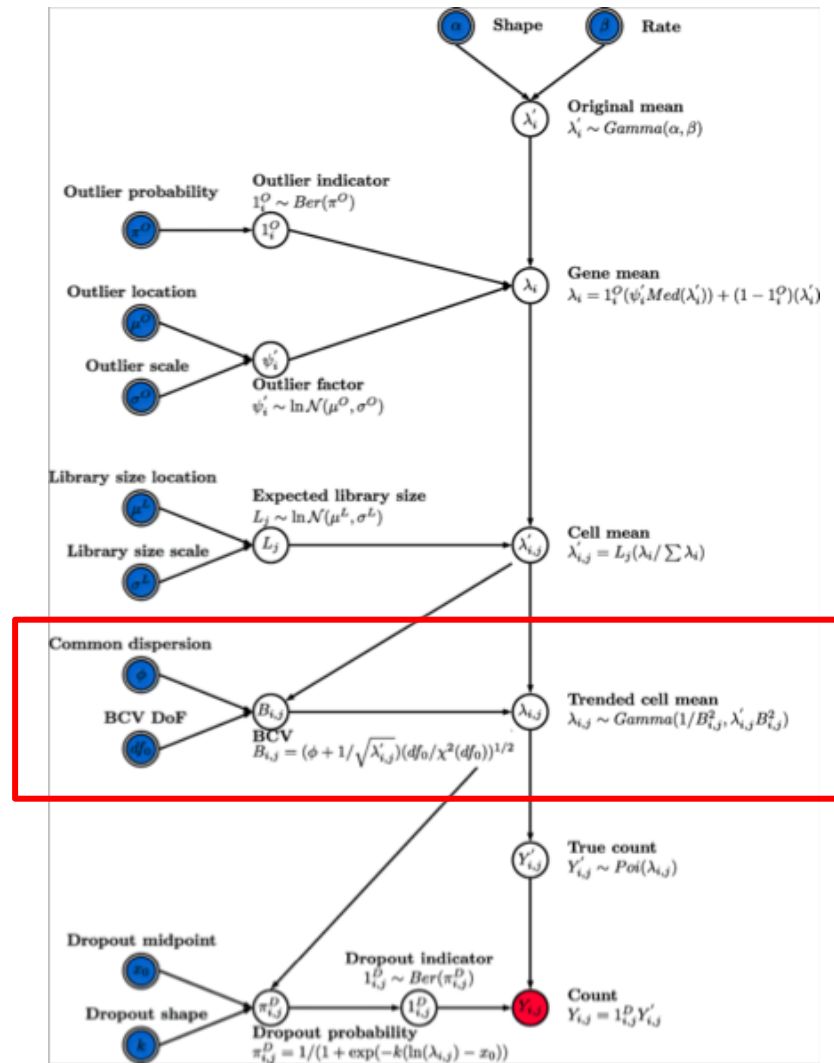 α Shape β Rate
λ'ᵢ Original mean
λ'ᵢ ∼ Gamma(α, β)
Outlier probability
Outlier indicator
1ᵢᴼ ∼ Ber(πᴼ)
πᴼ 1ᵢᴼ
Outlier location
λᵢ Gene mean
λᵢ = 1ᵢᴼ(ψ'ᵢMed(λ'ᵢ)) + (1 − 1ᵢᴼ)(λ'ᵢ)
μᴼ
Outlier scale
ψ'ᵢ
σᴼ
Outlier factor
ψ'ᵢ ∼ ln N(μᴼ, σᴼ)
Library size location
Expected library size
Lⱼ ∼ ln N(μᴸ, σᴸ)
μᴸ
Lⱼ
λ'ᵢ,ⱼ Cell mean
λ'ᵢ,ⱼ = Lⱼ(λᵢ/∑λᵢ)
Library size scale
σᴸ
Common dispersion
ϕ
Bᵢ,ⱼ
λᵢ,ⱼ Trended cell mean
λᵢ,ⱼ ∼ Gamma(1/B²ᵢ,ⱼ, λ'ᵢ,ⱼB²ᵢ,ⱼ)
BCV DoF
df₀
BCV
Bᵢ,ⱼ = (ϕ + 1/√λ'ᵢ,ⱼ)(df₀/χ²(df₀))^1/2
Y'ᵢ,ⱼ True count
Y'ᵢ,ⱼ ∼ Poi(λᵢ,ⱼ)
Dropout midpoint
x₀
Dropout indicator
1ᴰᵢ,ⱼ ∼ Ber(πᴰᵢ,ⱼ)
Dropout shape
k
πᴰᵢ,ⱼ 1ᴰᵢ,ⱼ Yᵢ,ⱼ Count
Yᵢ,ⱼ = 1ᴰᵢ,ⱼY'ᵢ,ⱼ
Dropout probability
πᴰᵢ,ⱼ = 1/(1 + exp(−k(ln(λᵢ,ⱼ) − x₀))